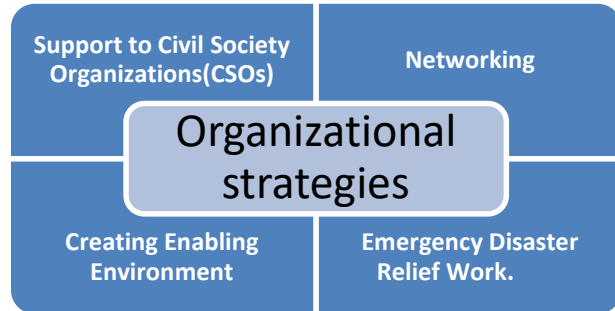 Support to Civil Society
Organizations(CSOs)
Networking
Organizational
strategies
Creating Enabling
Environment
Emergency Disaster
Relief Work.